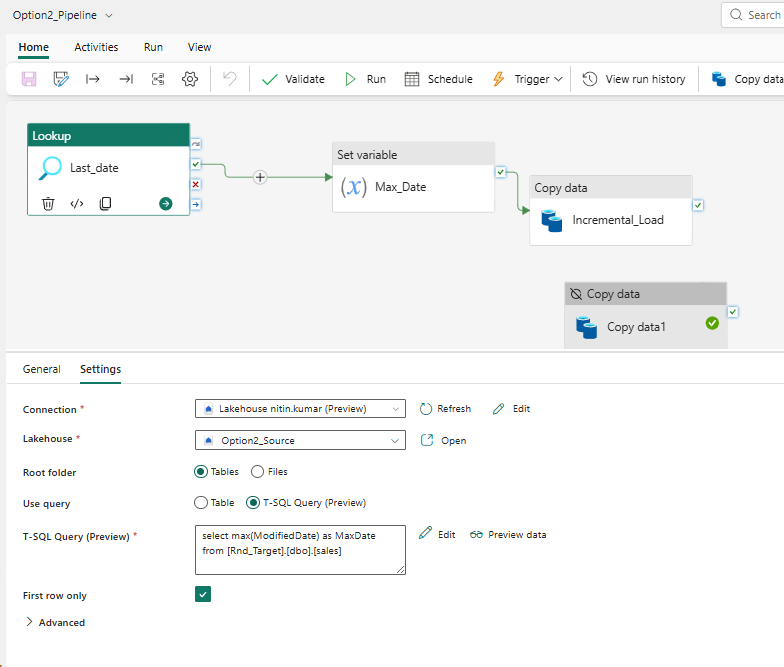 Option2_Pipeline
Search
Home Activities Run View
Validate Run Schedule Trigger View run history Copy data
Lookup
Last_date
Set variable
(x) Max_Date
Copy data
Incremental_Load
Copy data
Copy data1
General Settings
Connection * Lakehouse nitin.kumar (Preview) Refresh Edit
Lakehouse * Option2_Source Open
Root folder Tables Files
Use query Table T-SQL Query (Preview)
T-SQL Query (Preview) * select max(ModifiedDate) as MaxDate Edit Preview data
from [Rnd_Target].[dbo].[sales]
First row only
Advanced